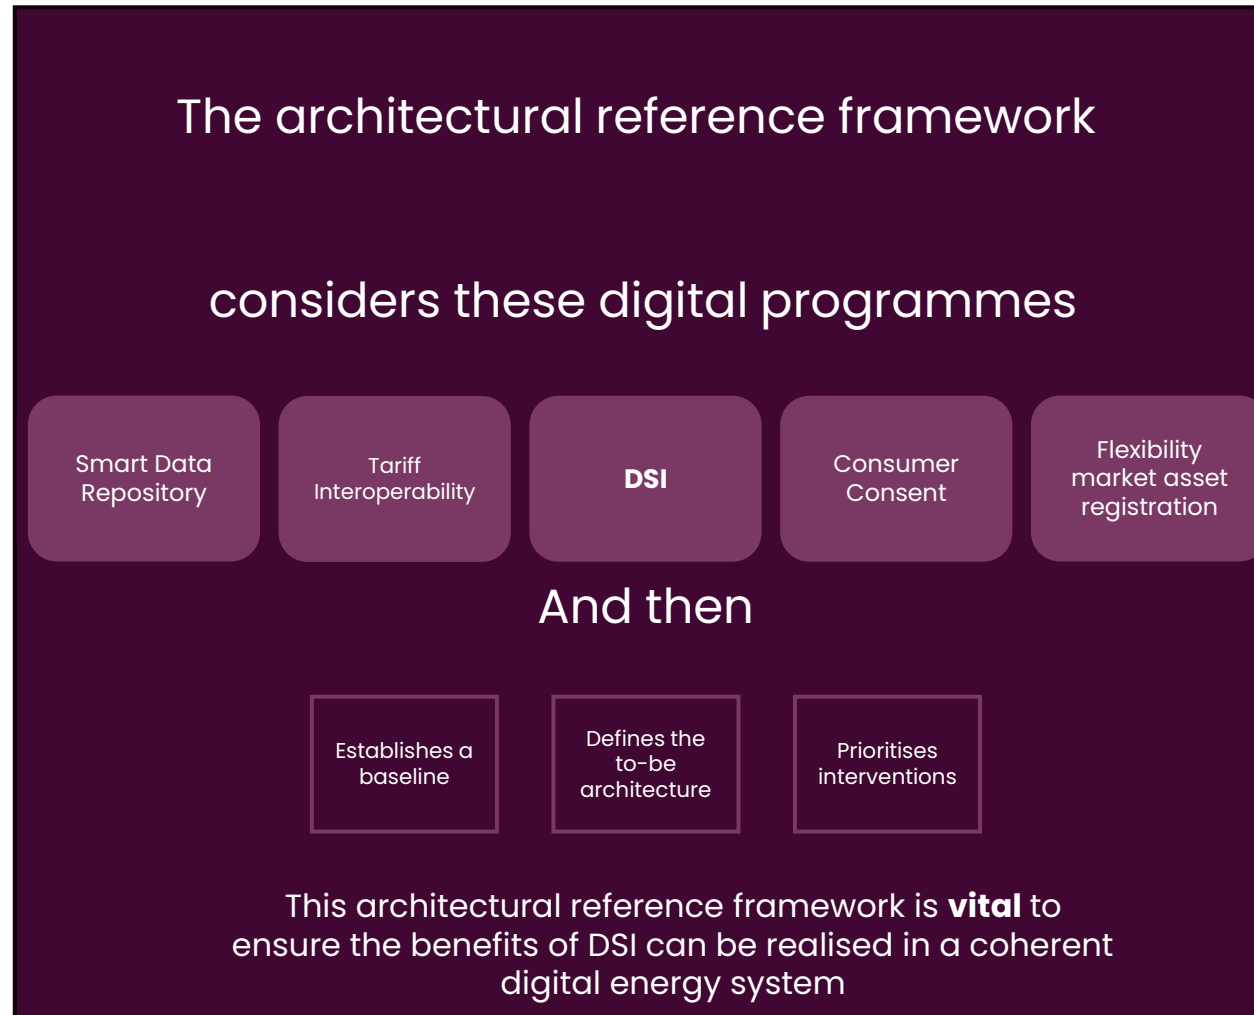 The architectural reference framework
considers these digital programmes
Smart Data
Repository
Tariff
Interoperability
DSI
Consumer
Consent
Flexibility
market asset
registration
And then
Establishes a
baseline
Defines the
to-be
architecture
Prioritises
interventions
This architectural reference framework is vital to
ensure the benefits of DSI can be realised in a coherent
digital energy system